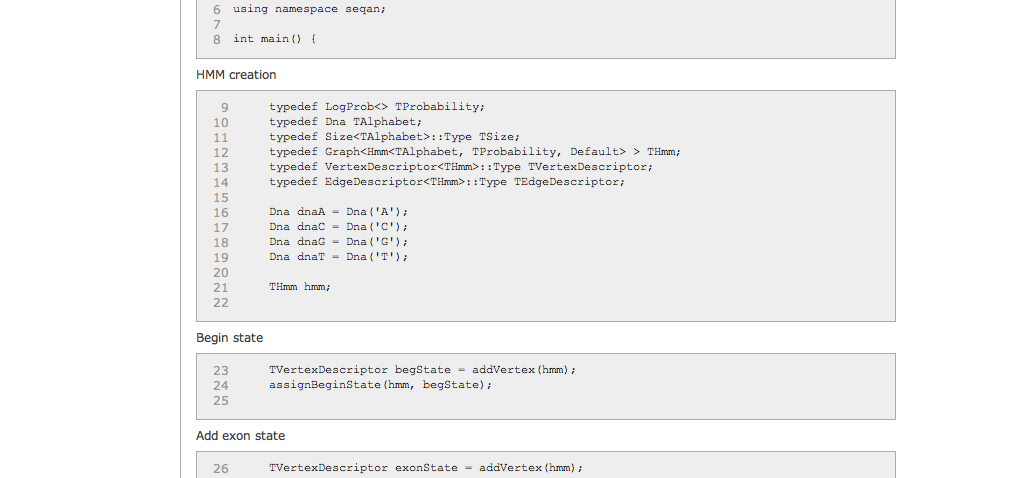 6 using namespace seqan;
7
8 int main() {
HMM creation
9 typedef LogProb<> TProbability;
10 typedef Dna TAlphabet;
11 typedef Size<TAlphabet>::Type TSize;
12 typedef Graph<Hmm<TAlphabet, TProbability, Default> > THmm;
13 typedef VertexDescriptor<THmm>::Type TVertexDescriptor;
14 typedef EdgeDescriptor<THmm>::Type TEdgeDescriptor;
15
16 Dna dnaA = Dna('A');
17 Dna dnaC = Dna('C');
18 Dna dnaG = Dna('G');
19 Dna dnaT = Dna('T');
20
21 THmm hmm;
22
Begin state
23 TVertexDescriptor begState = addVertex(hmm);
24 assignBeginState(hmm, begState);
25
Add exon state
26 TVertexDescriptor exonState = addVertex(hmm);